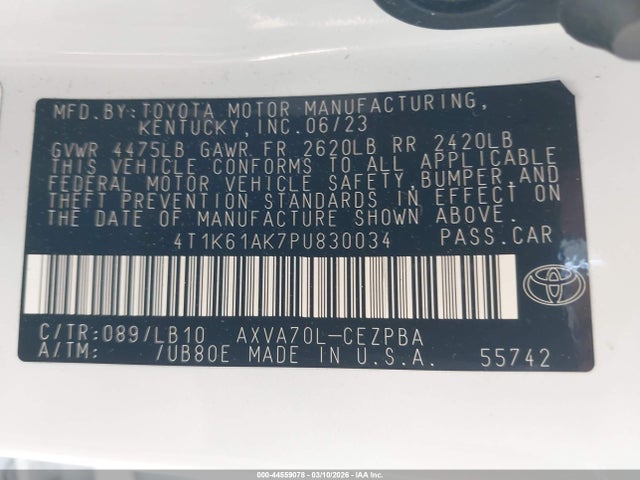 MFD.BY:TOYOTA MOTOR MANUFACTURING,
KENTUCKY,INC.06/23
GVWR 4475LB GAWR FR 2620LB RR 2420LB
THIS VEHICLE CONFORMS TO ALL APPLICABLE
FEDERAL MOTOR VEHICLE SAFETY,BUMPER,AND
THEFT PREVENTION STANDARDS IN EFFECT ON
THE DATE OF MANUFACTURE SHOWN ABOVE.
4T1K61AK7PU830034 PASS.CAR
C/TR:089/LB10 AXVA70L-CEZPBA
A/TM: /UB80E MADE IN U.S.A. 55742
000-44559078 - 03/10/2026 - IAA Inc.